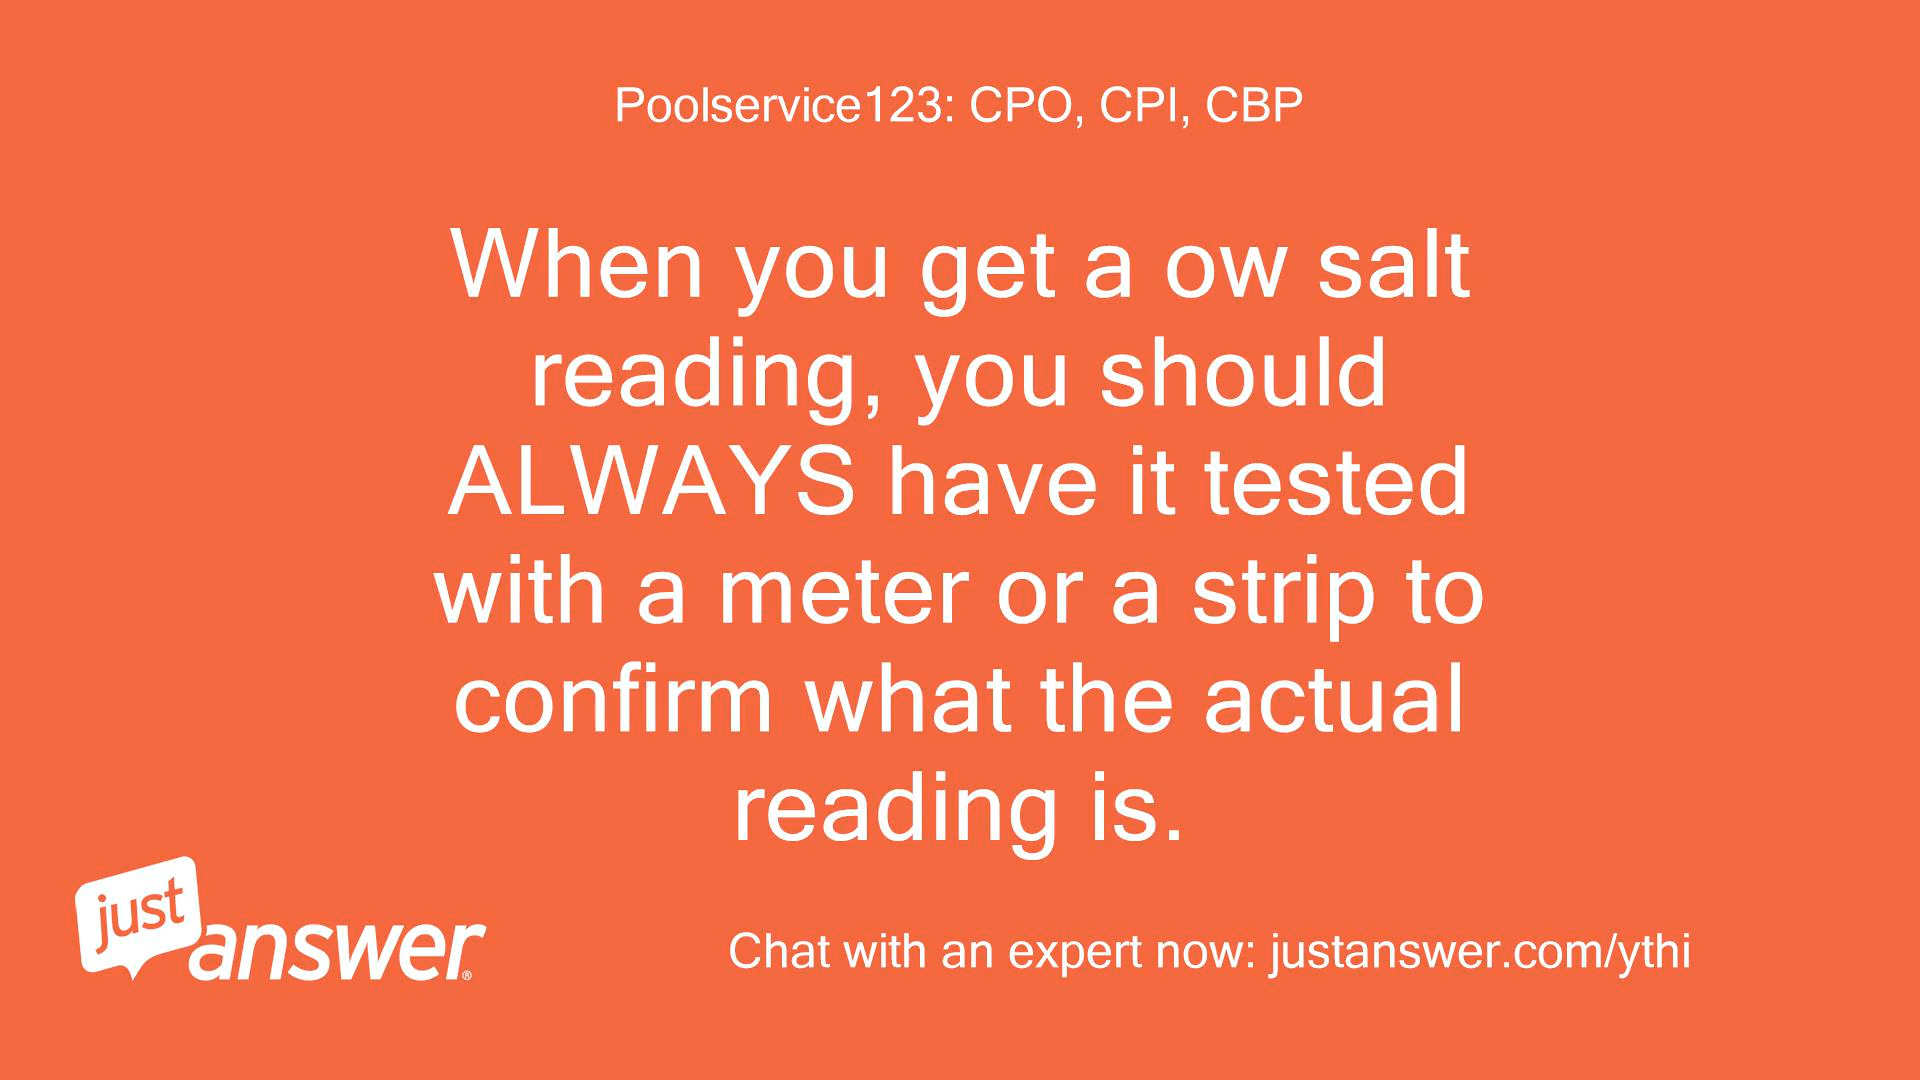 Poolservice123: CPO, CPI, CBP
When you get a ow salt
reading, you should
ALWAYS have it tested
with a meter or a strip to
confirm what the actual
reading is.
just
answer®
Chat with an expert now: justanswer.com/ythi